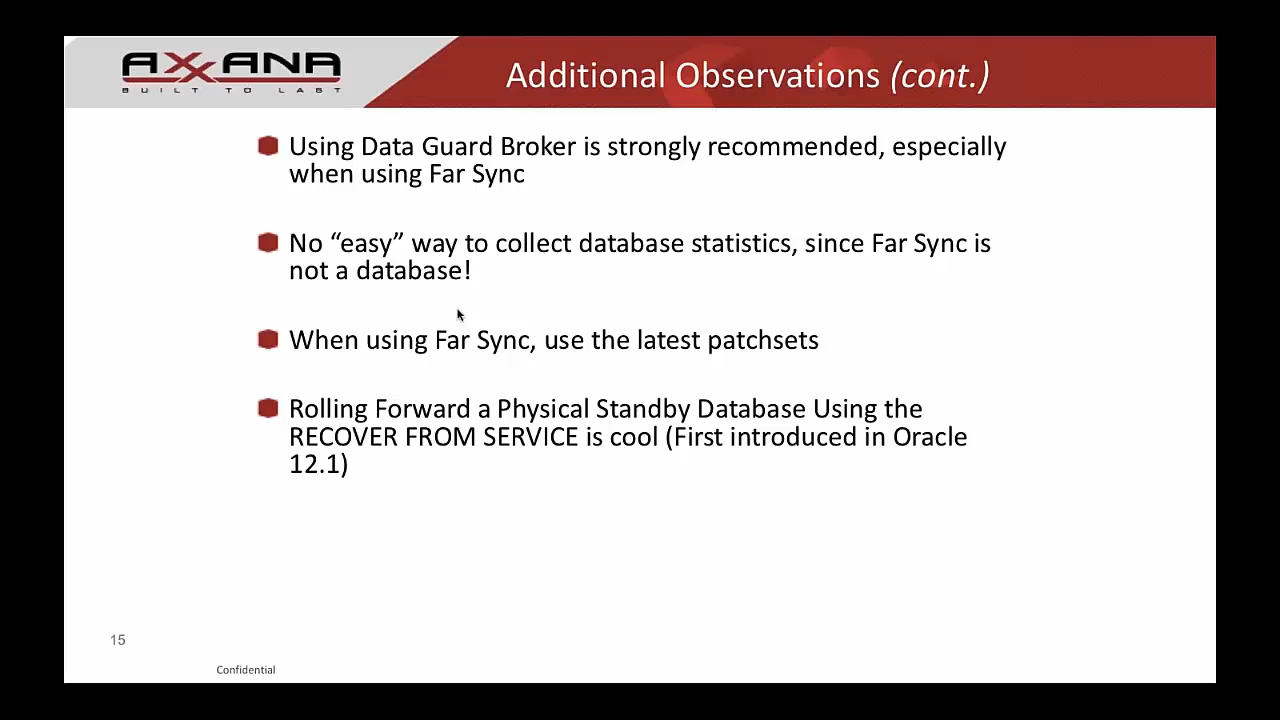 AXXANA
BUILT TO LAST
Additional Observations (cont.)
Using Data Guard Broker is strongly recommended, especially
when using Far Sync
No “easy” way to collect database statistics, since Far Sync is
not a database!
When using Far Sync, use the latest patchsets
Rolling Forward a Physical Standby Database Using the
RECOVER FROM SERVICE is cool (First introduced in Oracle
12.1)
15
Confidential